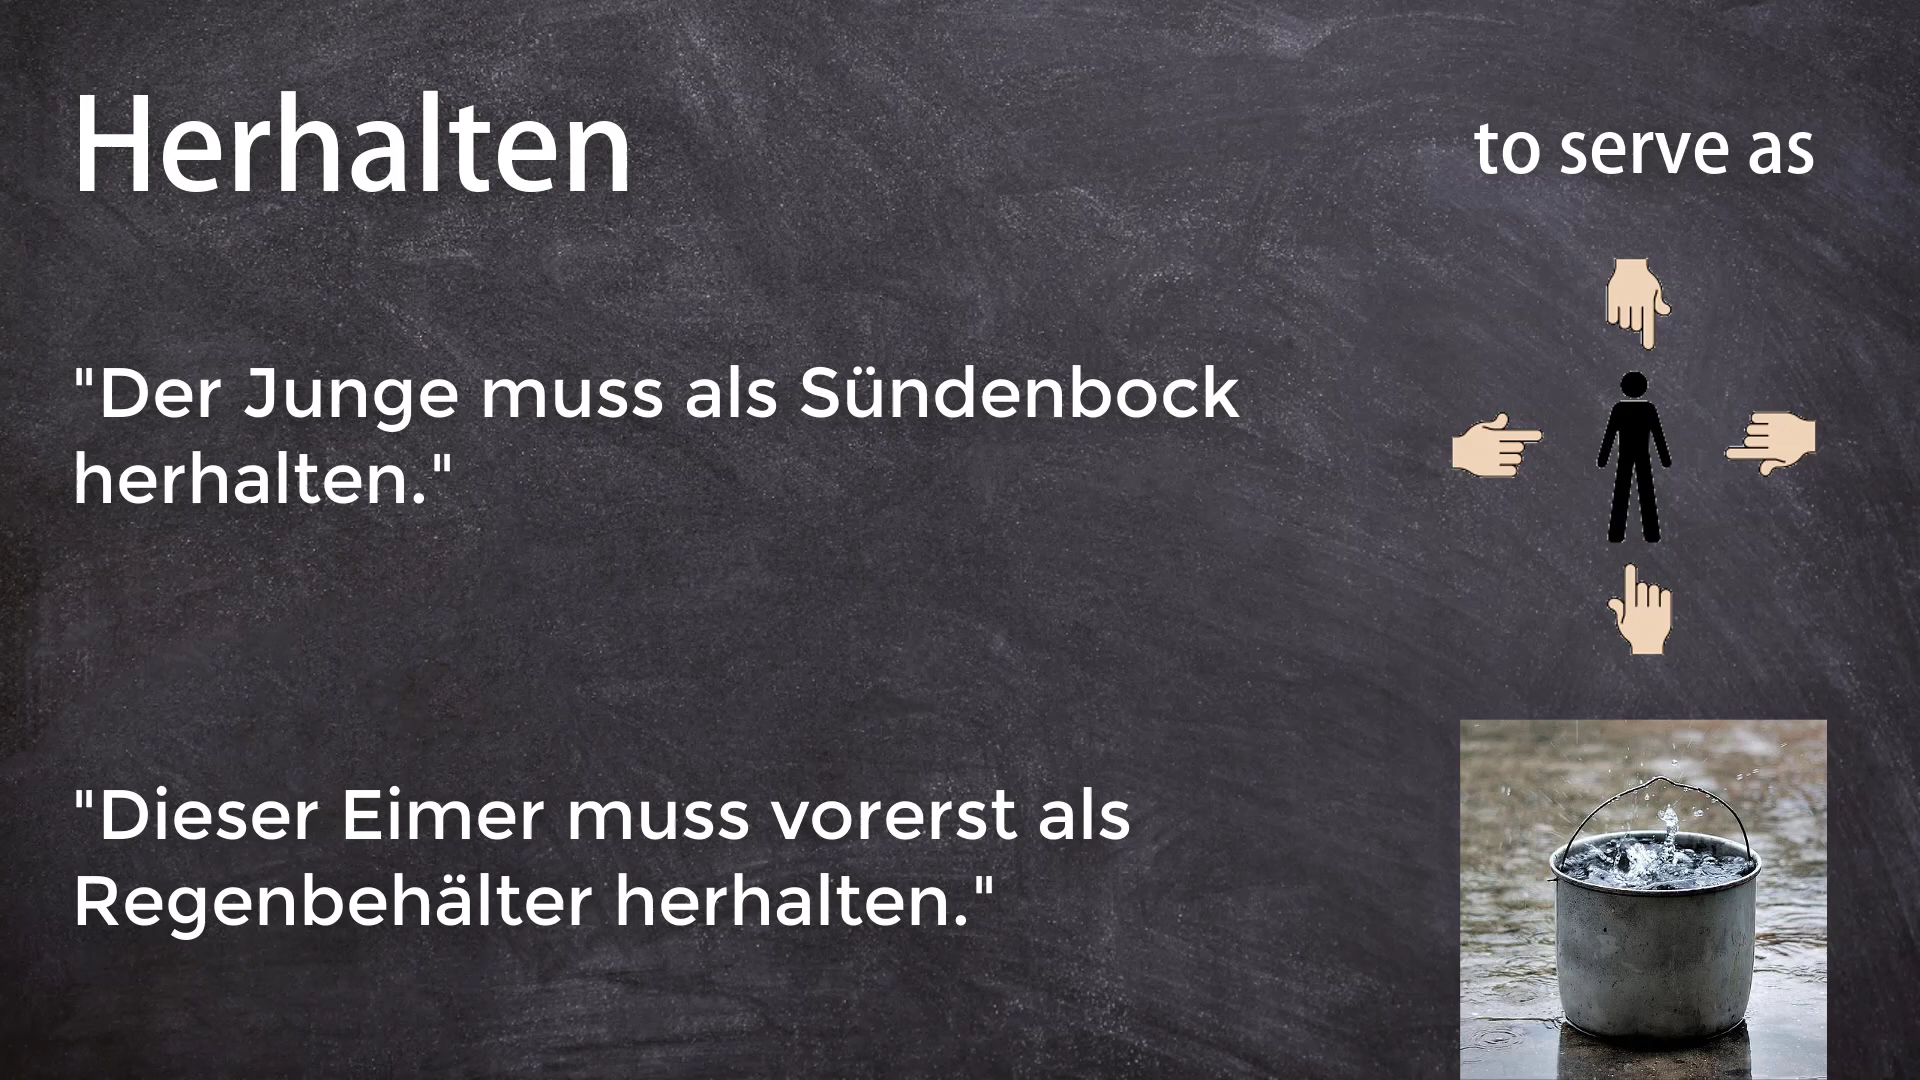 Herhalten
to serve as
"Der Junge muss als Sündenbock
herhalten."
"Dieser Eimer muss vorerst als
Regenbehälter herhalten."